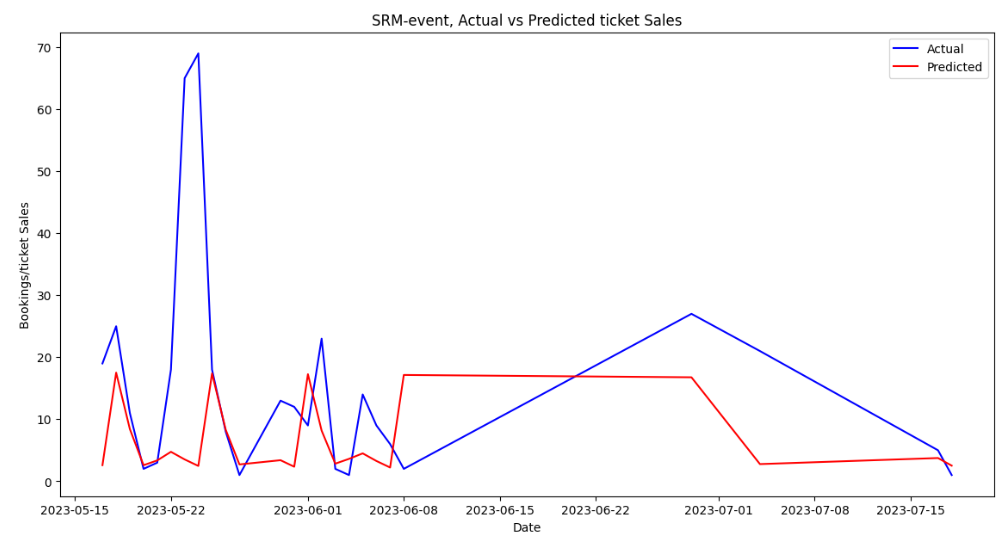 SRM-event, Actual vs Predicted ticket Sales
Actual
Predicted
Bookings/ticket Sales
70
60
50
40
30
20
10
0
2023-05-15 2023-05-22 2023-06-01 2023-06-08 2023-06-15 2023-06-22 2023-07-01 2023-07-08 2023-07-15
Date